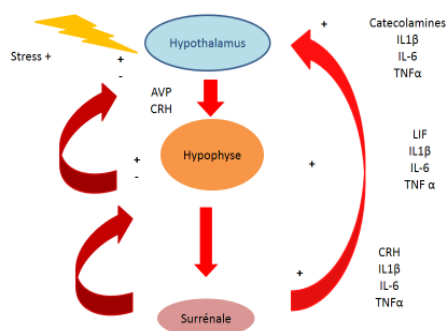 +
Catecolamines
Hypothalamus
IL1β
Stress +
+
IL-6
-
TNFα
AVP
CRH
LIF
Hypophyse
+
-
+
IL1β
IL-6
TNF α
CRH
+
IL1β
IL-6
Surrénale
TNFα